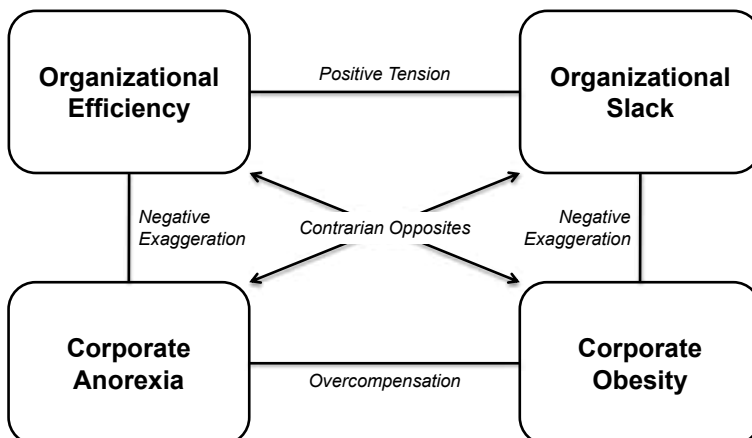 Organizational
Efficiency
Positive Tension
Organizational
Slack
Negative
Exaggeration
Contrarian Opposites
Negative
Exaggeration
Corporate
Anorexia
Overcompensation
Corporate
Obesity